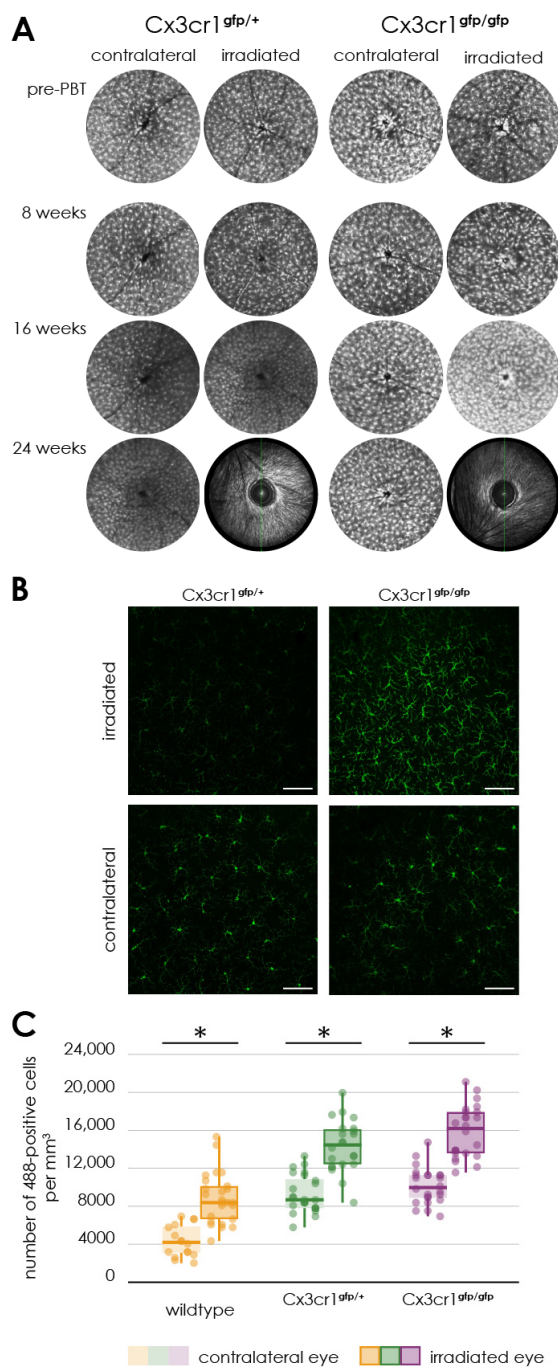 A
Cx3cr1gfp/+ Cx3cr1gfp/gfp
contralateral irradiated contralateral irradiated
pre-PBT
8 weeks
16 weeks
24 weeks
B
Cx3cr1gfp/+ Cx3cr1gfp/gfp
irradiated
contralateral
C
* * *
number of 488-positive cells
per mm³
24,000
20,000
16,000
12,000
8000
4000
0
wildtype Cx3cr1gfp/+ Cx3cr1gfp/gfp
contralateral eye irradiated eye